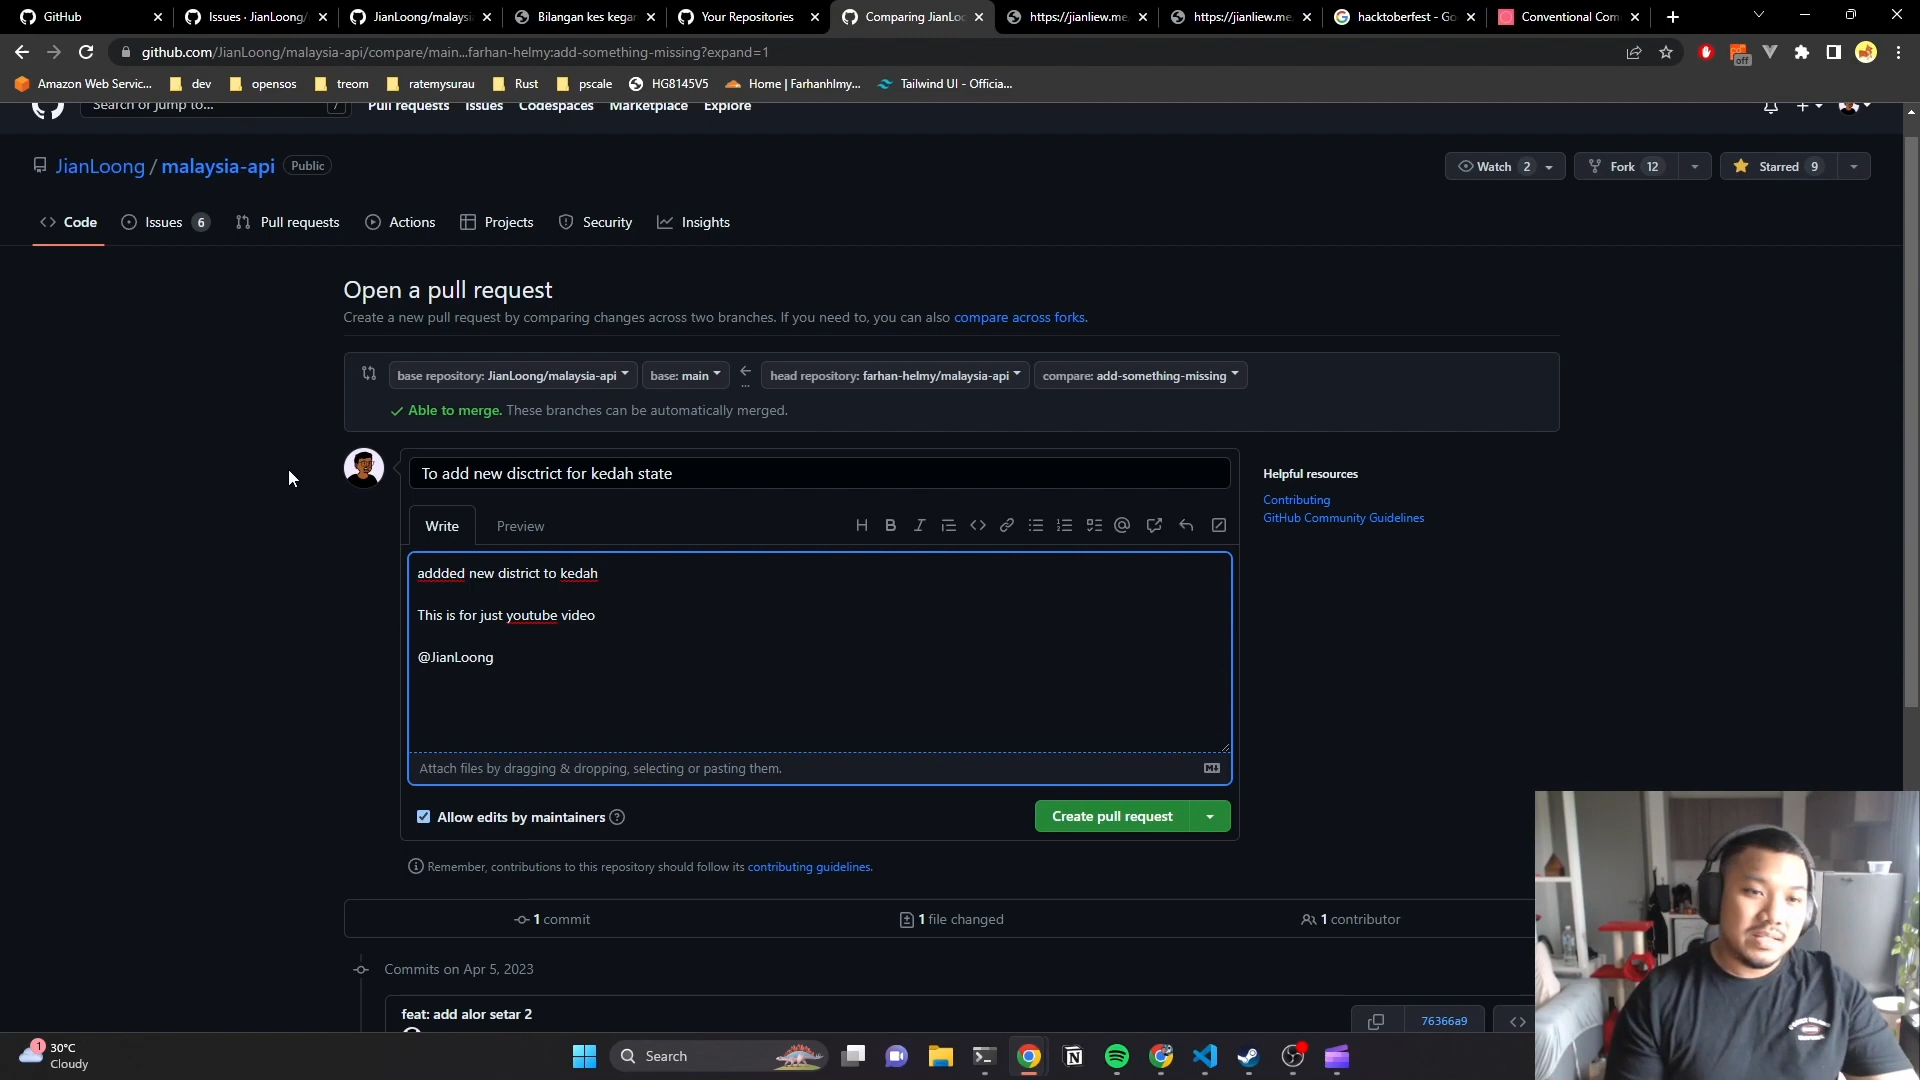 GitHub
Issues · JianLoong/
JianLoong/malaysi
Bilangan kes kegan
Your Repositories
Comparing JianLoo
https://jianliew.me
https://jianliew.me
hacktoberfest - Go
Conventional Com
github.com/JianLoong/malaysia-api/compare/main...farhan-helmy:add-something-missing?expand=1
off
Amazon Web Servic...
dev
opensos
treom
ratemysurau
Rust
pscale
HG8145V5
Home | Farhanhlmy...
Tailwind UI - Officia...
Search or jump to...
/
Pull requests
Issues
Codespaces
Marketplace
Explore
JianLoong / malaysia-api
Public
Watch 2
Fork 12
Starred 9
Code
Issues 6
Pull requests
Actions
Projects
Security
Insights
Open a pull request
Create a new pull request by comparing changes across two branches. If you need to, you can also compare across forks.
base repository: JianLoong/malaysia-api
base: main
...
head repository: farhan-helmy/malaysia-api
compare: add-something-missing
Able to merge. These branches can be automatically merged.
To add new disctrict for kedah state
Helpful resources
Contributing
GitHub Community Guidelines
Write
Preview
addded new district to kedah
This is for just youtube video
@JianLoong
Attach files by dragging & dropping, selecting or pasting them.
Allow edits by maintainers
Create pull request
Remember, contributions to this repository should follow its contributing guidelines.
1 commit
1 file changed
1 contributor
Commits on Apr 5, 2023
feat: add alor setar 2
76366a9
1
30°C
Cloudy
Search